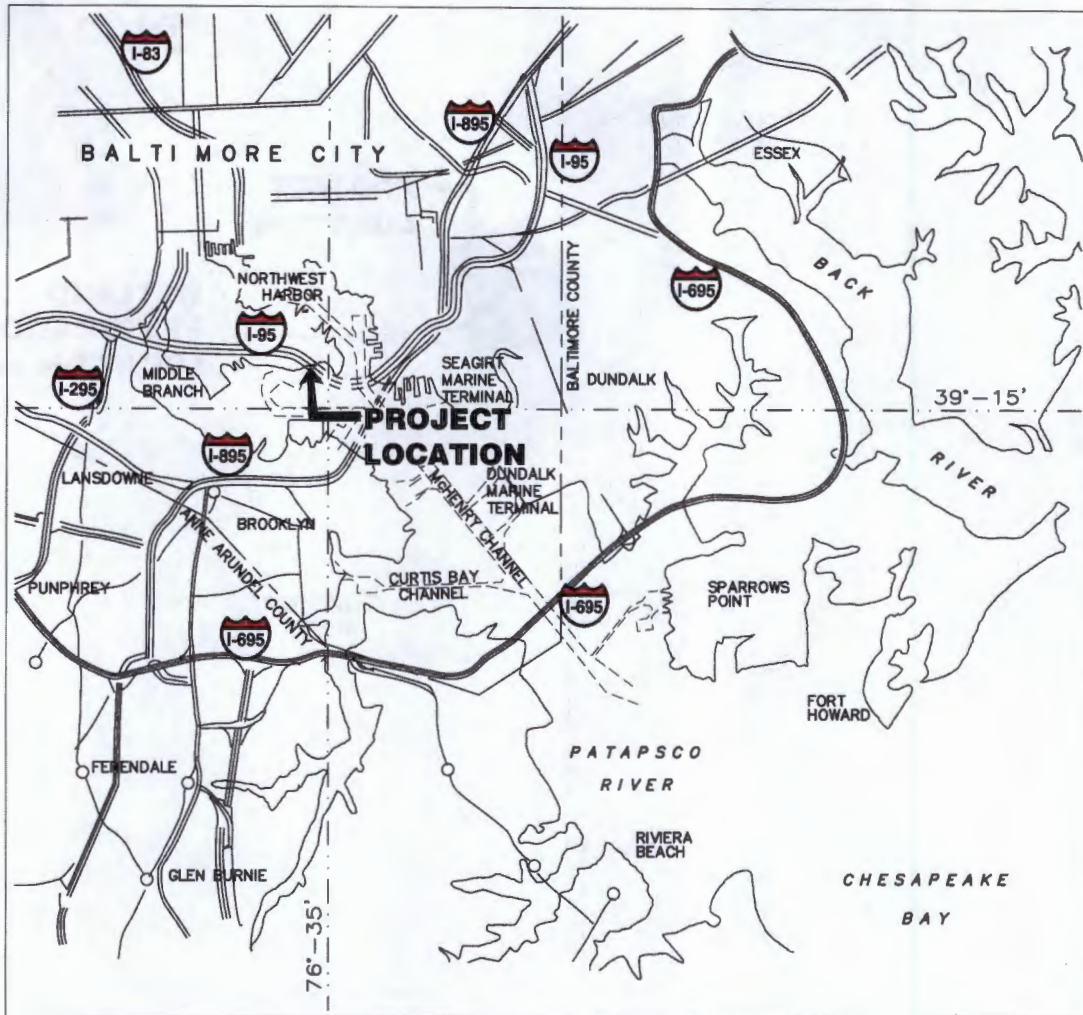 I-83
I-895
I-95
BALTIMORE CITY
ESSEX
BALTIMORE COUNTY
BACK
RIVER
NORTHWEST
HARBOR
I-695
I-95
I-295
MIDDLE
BRANCH
SEAGIRT
MARINE
TERMINAL
DUNDALK
39°-15'
PROJECT
LOCATION
I-895
LANSDOWNE
BROOKLYN
ANNE ARUNDEL COUNTY
MCHENRY CHANNEL
DUNDALK
MARINE
TERMINAL
PUNPHREY
CURTIS BAY
CHANNEL
I-695
I-695
SPARROWS
POINT
FORT
HOWARD
PATAPSCO
RIVER
FERENDALE
RIVIERA
BEACH
GLEN BURNIE
CHESAPEAKE
BAY
76°-35'